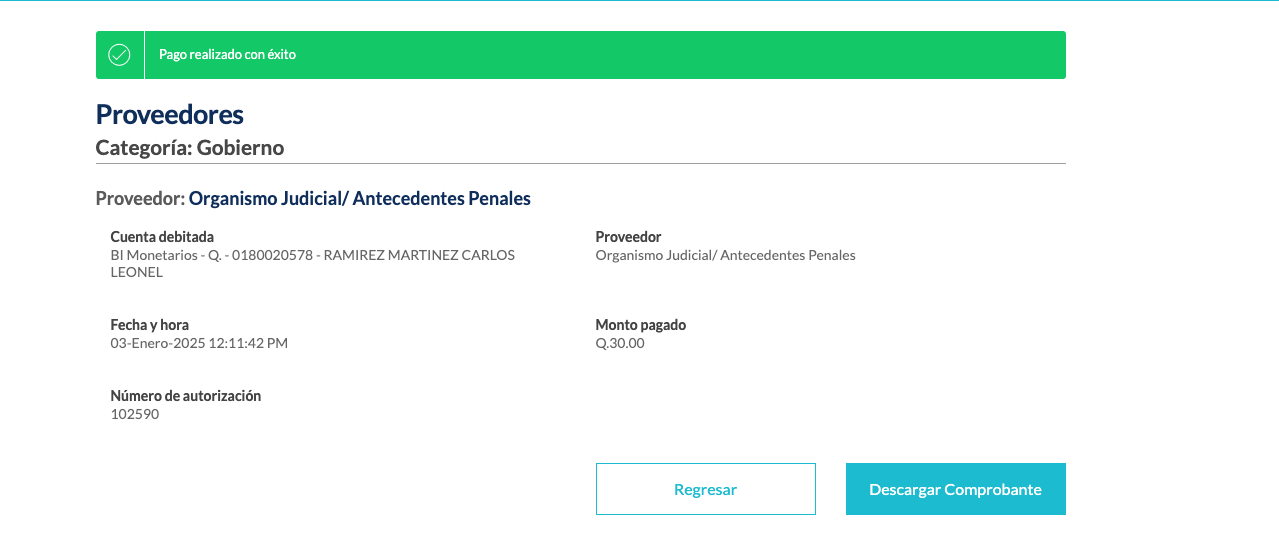 Pago realizado con éxito
Proveedores
Categoría: Gobierno
Proveedor: Organismo Judicial/ Antecedentes Penales
Cuenta debitada
BI Monetarios - Q. - 0180020578 - RAMIREZ MARTINEZ CARLOS
LEONEL
Proveedor
Organismo Judicial/ Antecedentes Penales
Fecha y hora
03-Enero-2025 12:11:42 PM
Monto pagado
Q.30.00
Número de autorización
102590
Regresar
Descargar Comprobante